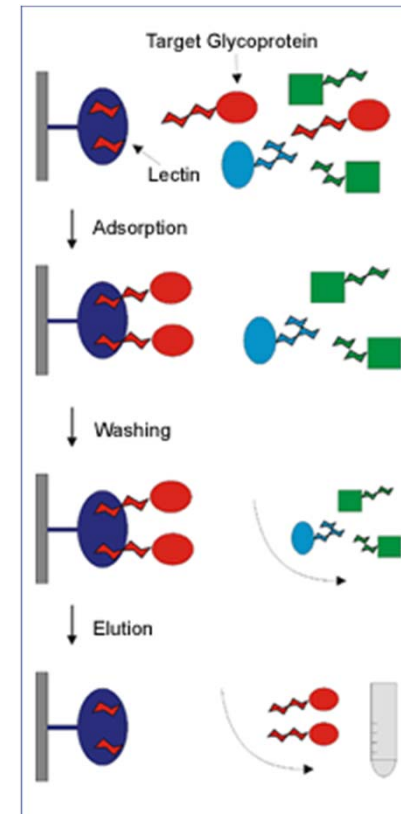 Target Glycoprotein
Lectin
Adsorption
Washing
Elution